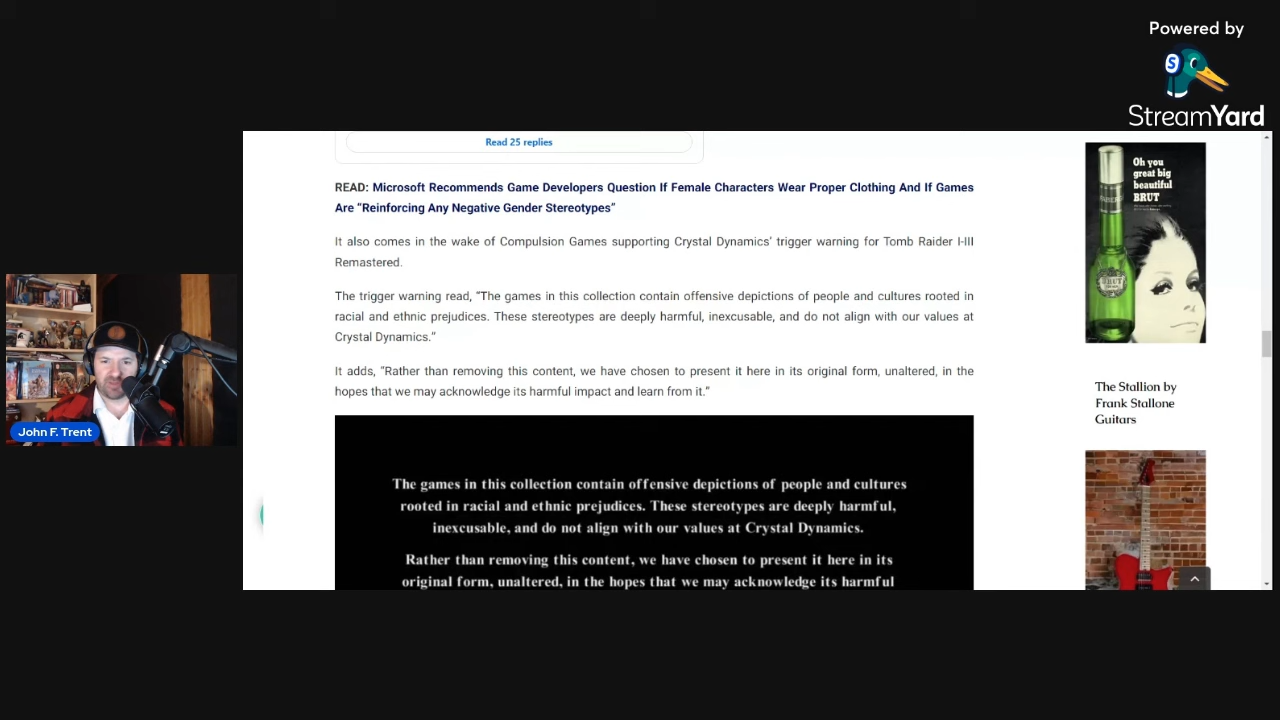 Powered by
S
StreamYard
Read 25 replies
READ: Microsoft Recommends Game Developers Question If Female Characters Wear Proper Clothing And If Games
Are “Reinforcing Any Negative Gender Stereotypes”
It also comes in the wake of Compulsion Games supporting Crystal Dynamics’ trigger warning for Tomb Raider I-III
Remastered.
The trigger warning read, “The games in this collection contain offensive depictions of people and cultures rooted in
racial and ethnic prejudices. These stereotypes are deeply harmful, inexcusable, and do not align with our values at
Crystal Dynamics.”
It adds, “Rather than removing this content, we have chosen to present it here in its original form, unaltered, in the
hopes that we may acknowledge its harmful impact and learn from it.”
The games in this collection contain offensive depictions of people and cultures
rooted in racial and ethnic prejudices. These stereotypes are deeply harmful,
inexcusable, and do not align with our values at Crystal Dynamics.
Rather than removing this content, we have chosen to present it here in its
original form, unaltered, in the hopes that we may acknowledge its harmful
Oh you
great big
beautiful
BRUT
BRUT
The Stallion by
Frank Stallone
Guitars
John F. Trent